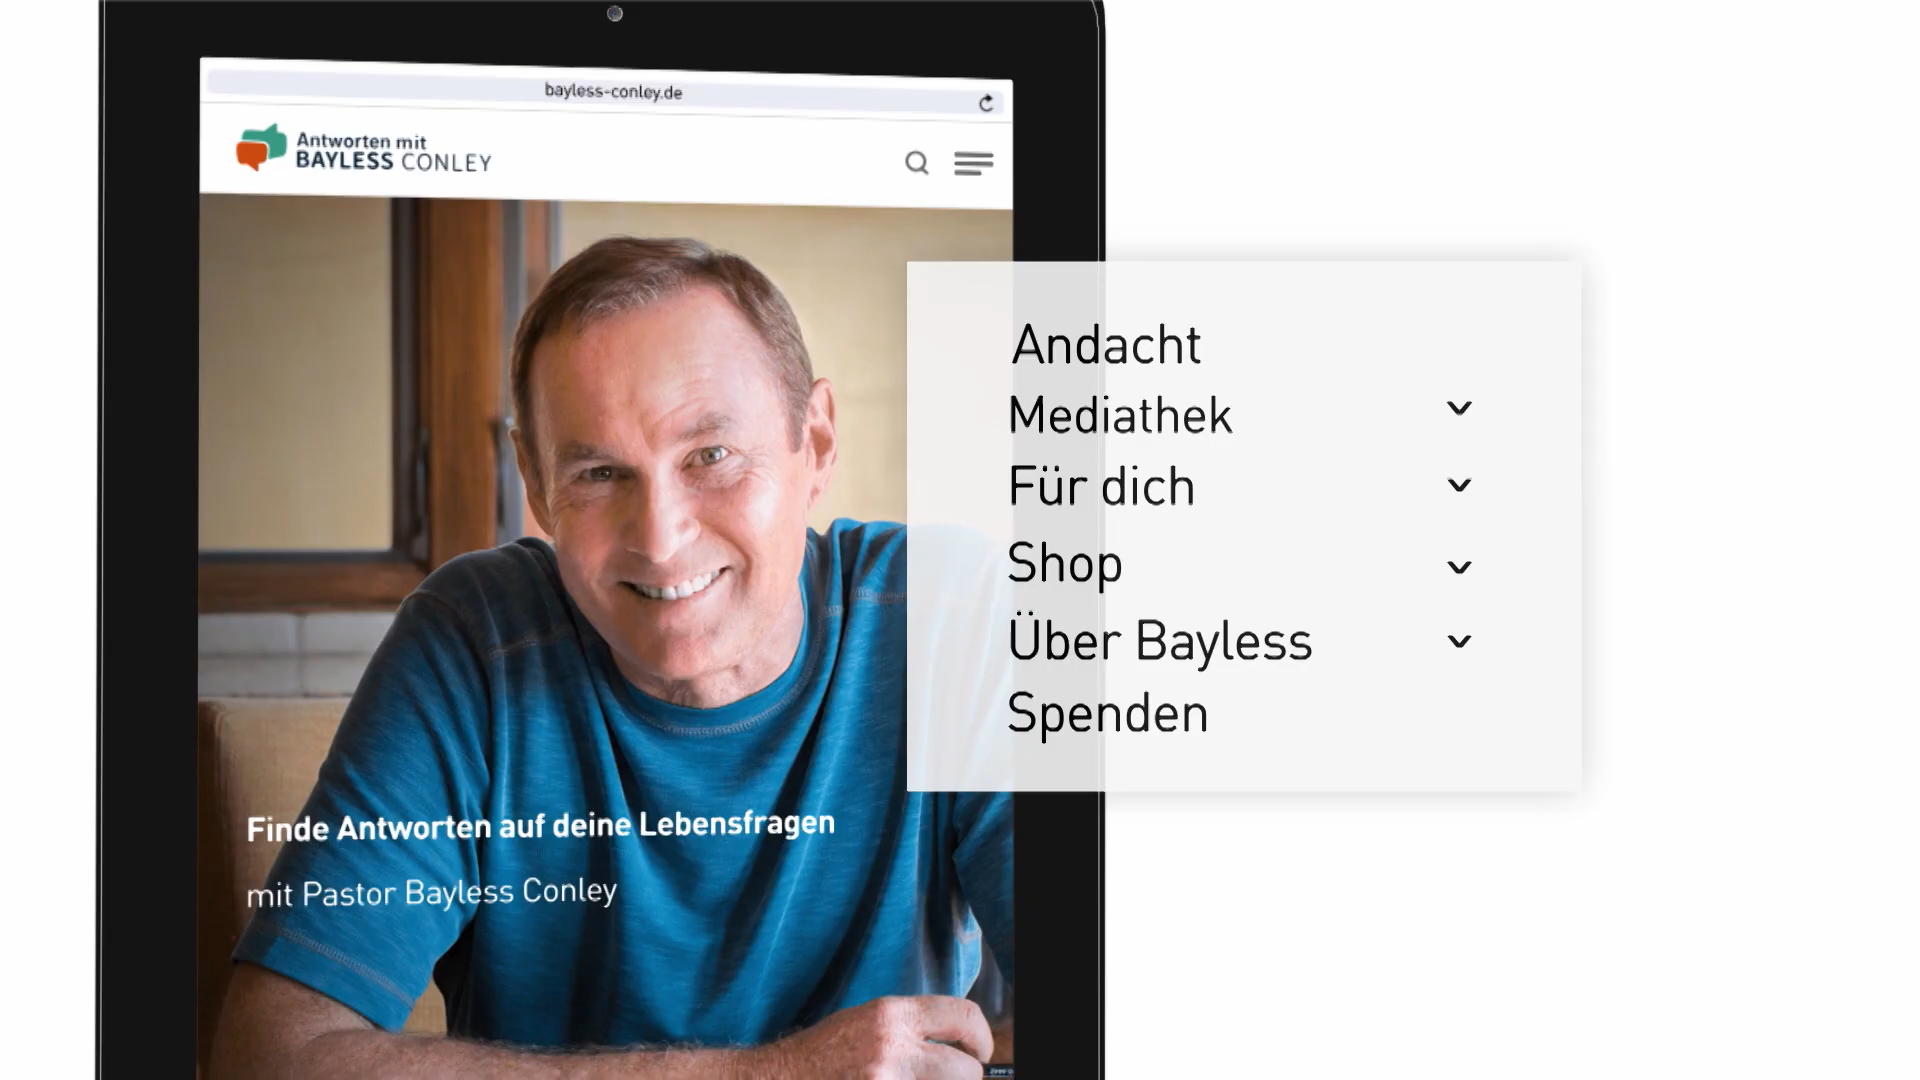 bayless-conley.de
Antworten mit
BAYLESS CONLEY
Andacht
Mediathek
Für dich
Shop
Über Bayless
Spenden
Finde Antworten auf deine Lebensfragen
mit Pastor Bayless Conley